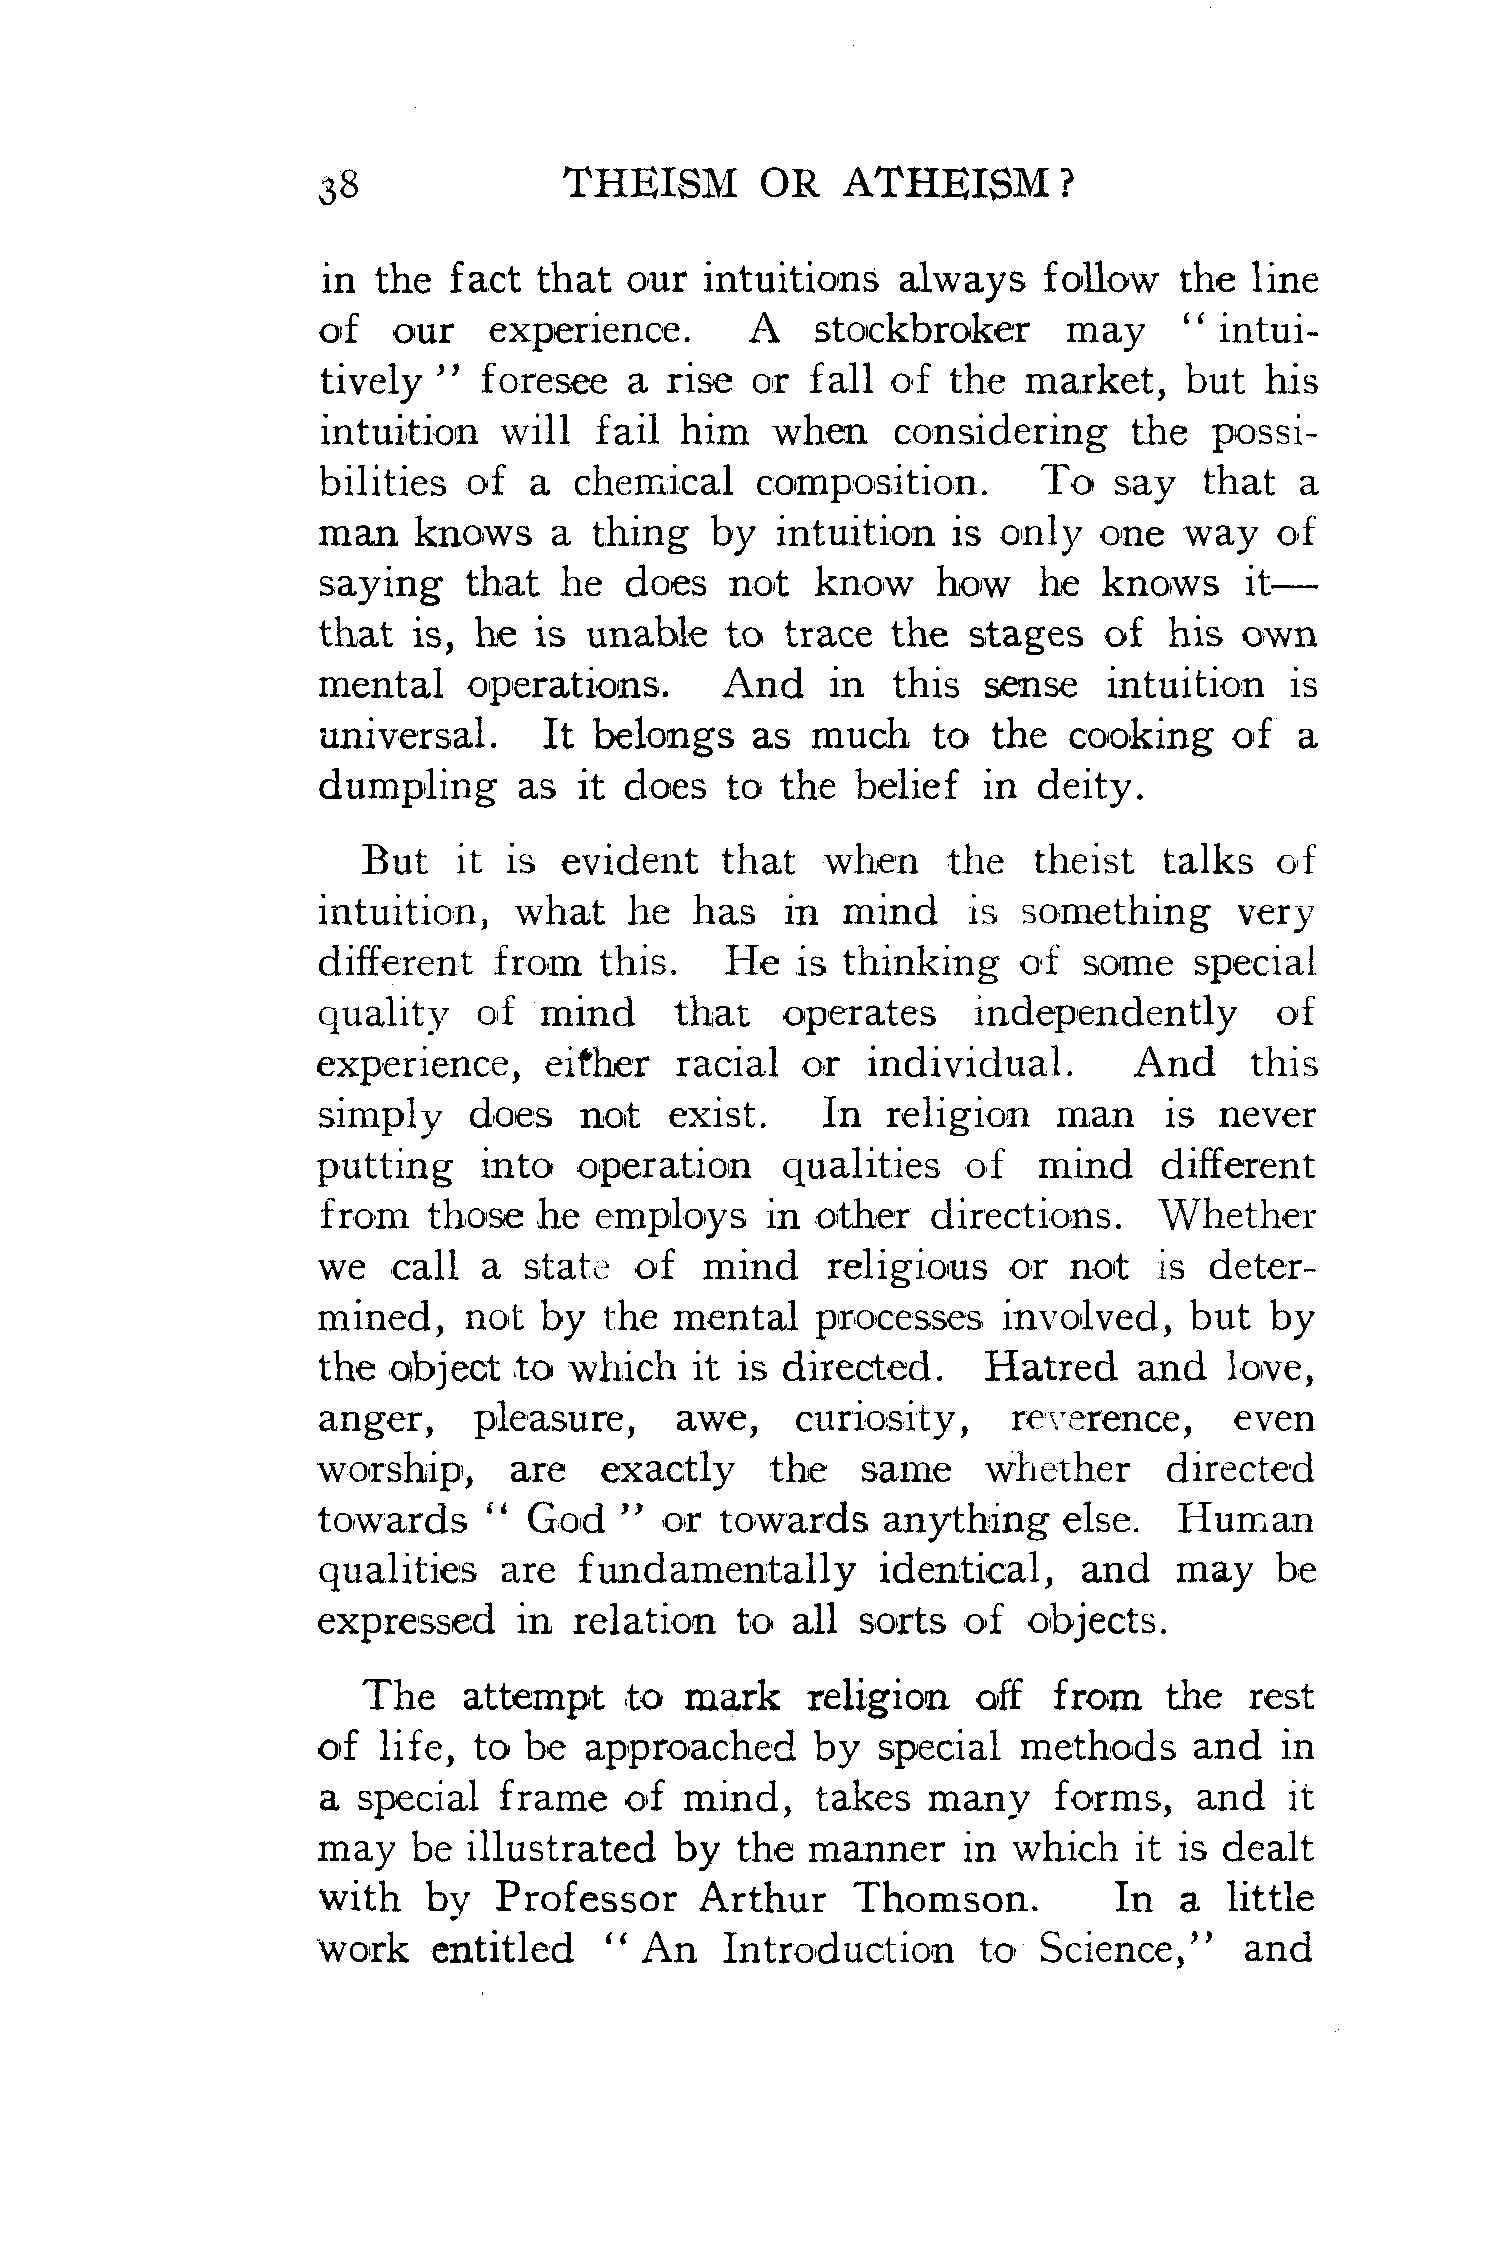 38 THEISM OR ATHEISM?
in the fact that our intuitions always follow the line
of our experience. A stockbroker may “ intui-
tively ” foresee a rise or fall of the market, but his
intuition will fail him when considering the possi-
bilities of a chemical composition. To say that a
man knows a thing by intuition is only one way of
saying that he does not know how he knows it—
that is, he is unable to trace the stages of his own
mental operations. And in this sense intuition is
universal. It belongs as much to the cooking of a
dumpling as it does to the belief in deity.
But it is evident that when the theist talks of
intuition, what he has in mind is something very
different from this. He is thinking of some special
quality of mind that operates independently of
experience, either racial or individual. And this
simply does not exist. In religion man is never
putting into operation qualities of mind different
from those he employs in other directions. Whether
we call a state of mind religious or not is deter-
mined, not by the mental processes involved, but by
the object to which it is directed. Hatred and love,
anger, pleasure, awe, curiosity, reverence, even
worship, are exactly the same whether directed
towards “ God ” or towards anything else. Human
qualities are fundamentally identical, and may be
expressed in relation to all sorts of objects.
The attempt to mark religion off from the rest
of life, to be approached by special methods and in
a special frame of mind, takes many forms, and it
may be illustrated by the manner in which it is dealt
with by Professor Arthur Thomson. In a little
work entitled “ An Introduction to Science,” and